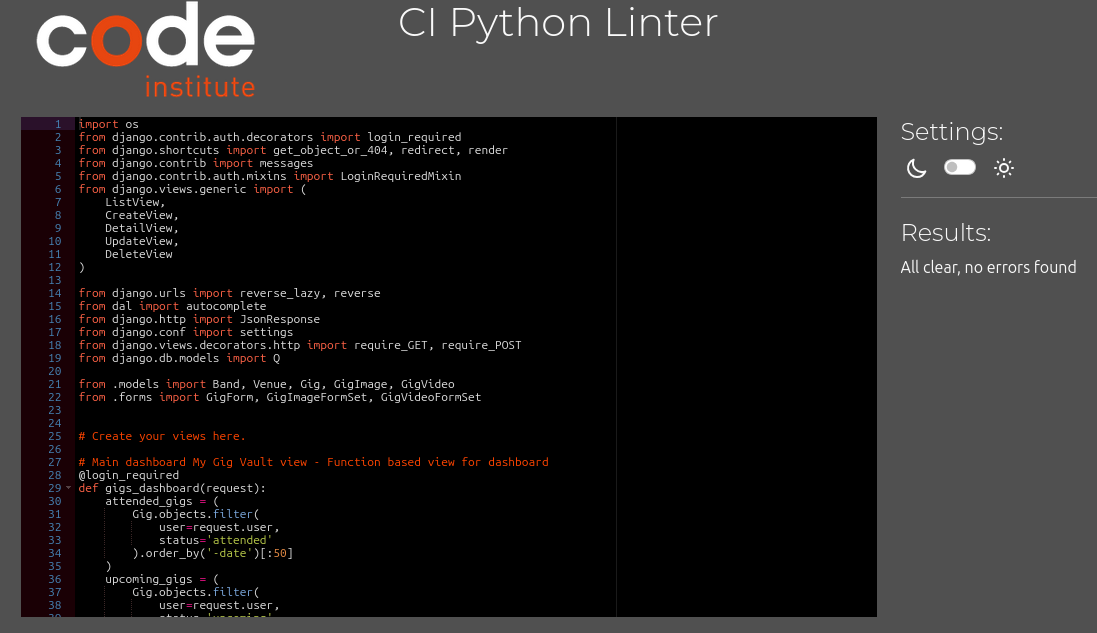 code
institute
CI Python Linter
1 import os
2 from django.contrib.auth.decorators import login_required
3 from django.shortcuts import get_object_or_404, redirect, render
4 from django.contrib import messages
5 from django.contrib.auth.mixins import LoginRequiredMixin
6 from django.views.generic import (
7     ListView,
8     CreateView,
9     DetailView,
10     UpdateView,
11     DeleteView
12 )
13
14 from django.urls import reverse_lazy, reverse
15 from dal import autocomplete
16 from django.http import JsonResponse
17 from django.conf import settings
18 from django.views.decorators.http import require_GET, require_POST
19 from django.db.models import Q
20
21 from .models import Band, Venue, Gig, GigImage, GigVideo
22 from .forms import GigForm, GigImageFormSet, GigVideoFormSet
23
24
25 # Create your views here.
26
27 # Main dashboard My Gig Vault view - Function based view for dashboard
28 @login_required
29 def gigs_dashboard(request):
30     attended_gigs = (
31         Gig.objects.filter(
32             user=request.user,
33             status='attended'
34         ).order_by('-date')[:50]
35     )
36     upcoming_gigs = (
37         Gig.objects.filter(
38             user=request.user,
Settings:
Results:
All clear, no errors found